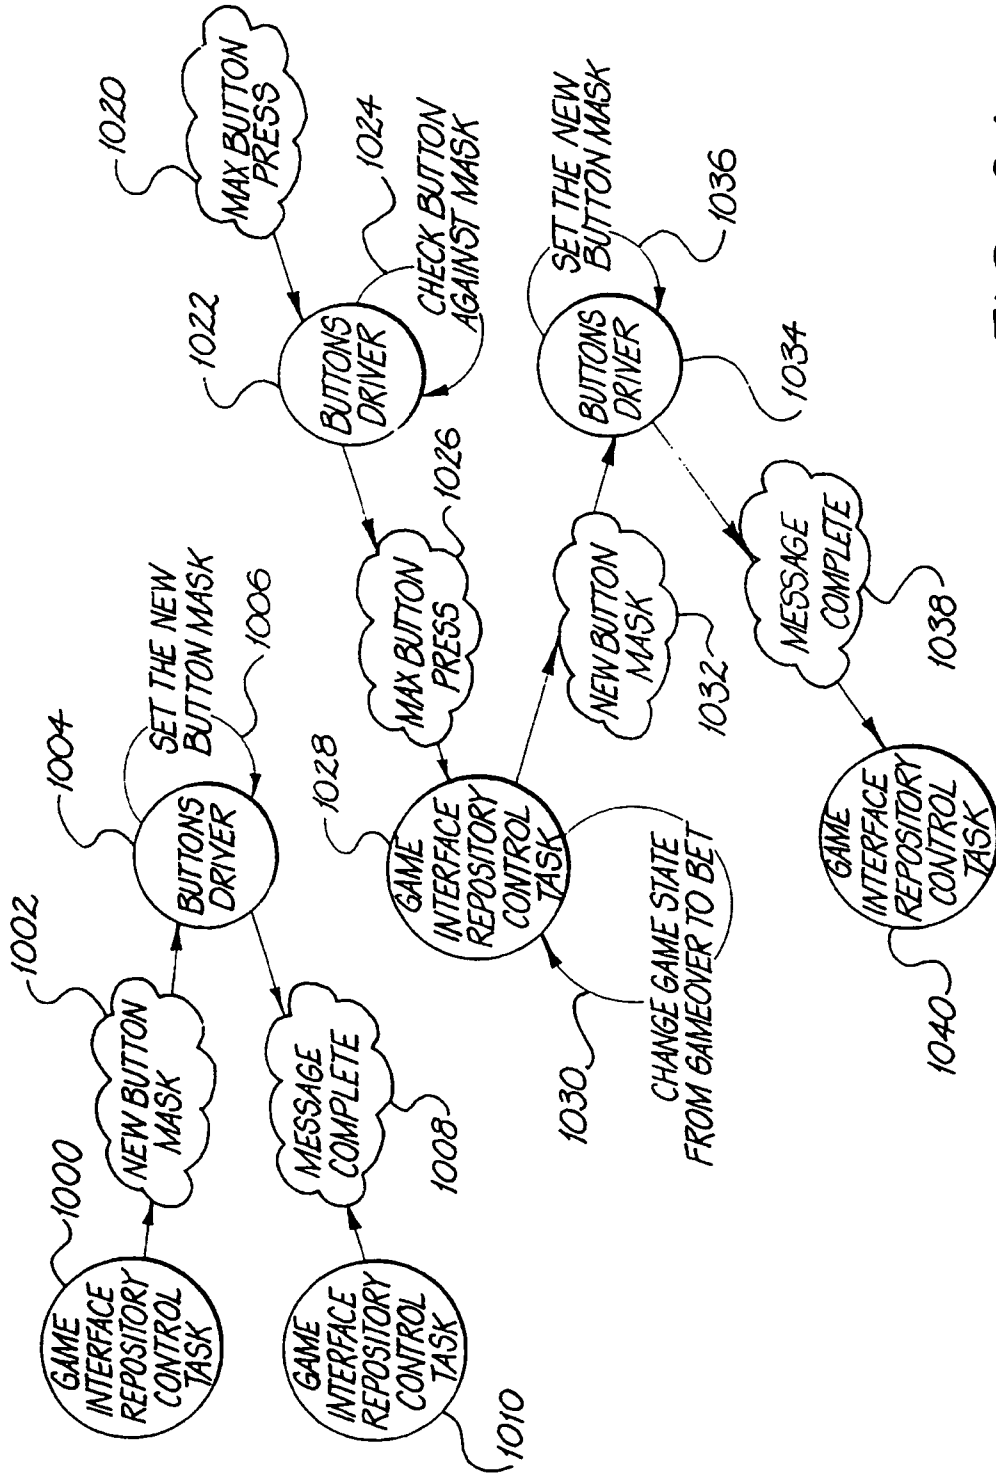 1000
GAME
INTERFACE
REPOSITORY
CONTROL
TASK
1002
NEW BUTTON
MASK
1004
BUTTONS
DRIVER
SET THE NEW
BUTTON MASK
1006
MESSAGE
COMPLETE
1008
GAME
INTERFACE
REPOSITORY
CONTROL
TASK
1010
1020
MAX BUTTON
PRESS
1022
BUTTONS
DRIVER
1024
CHECK BUTTON
AGAINST MASK
1026
MAX BUTTON
PRESS
1028
GAME
INTERFACE
REPOSITORY
CONTROL
TASK
1030
CHANGE GAME STATE
FROM GAMEOVER TO BET
NEW BUTTON
MASK
1032
BUTTONS
DRIVER
SET THE NEW
BUTTON MASK
1036
1034
MESSAGE
COMPLETE
1038
GAME
INTERFACE
REPOSITORY
CONTROL
TASK
1040